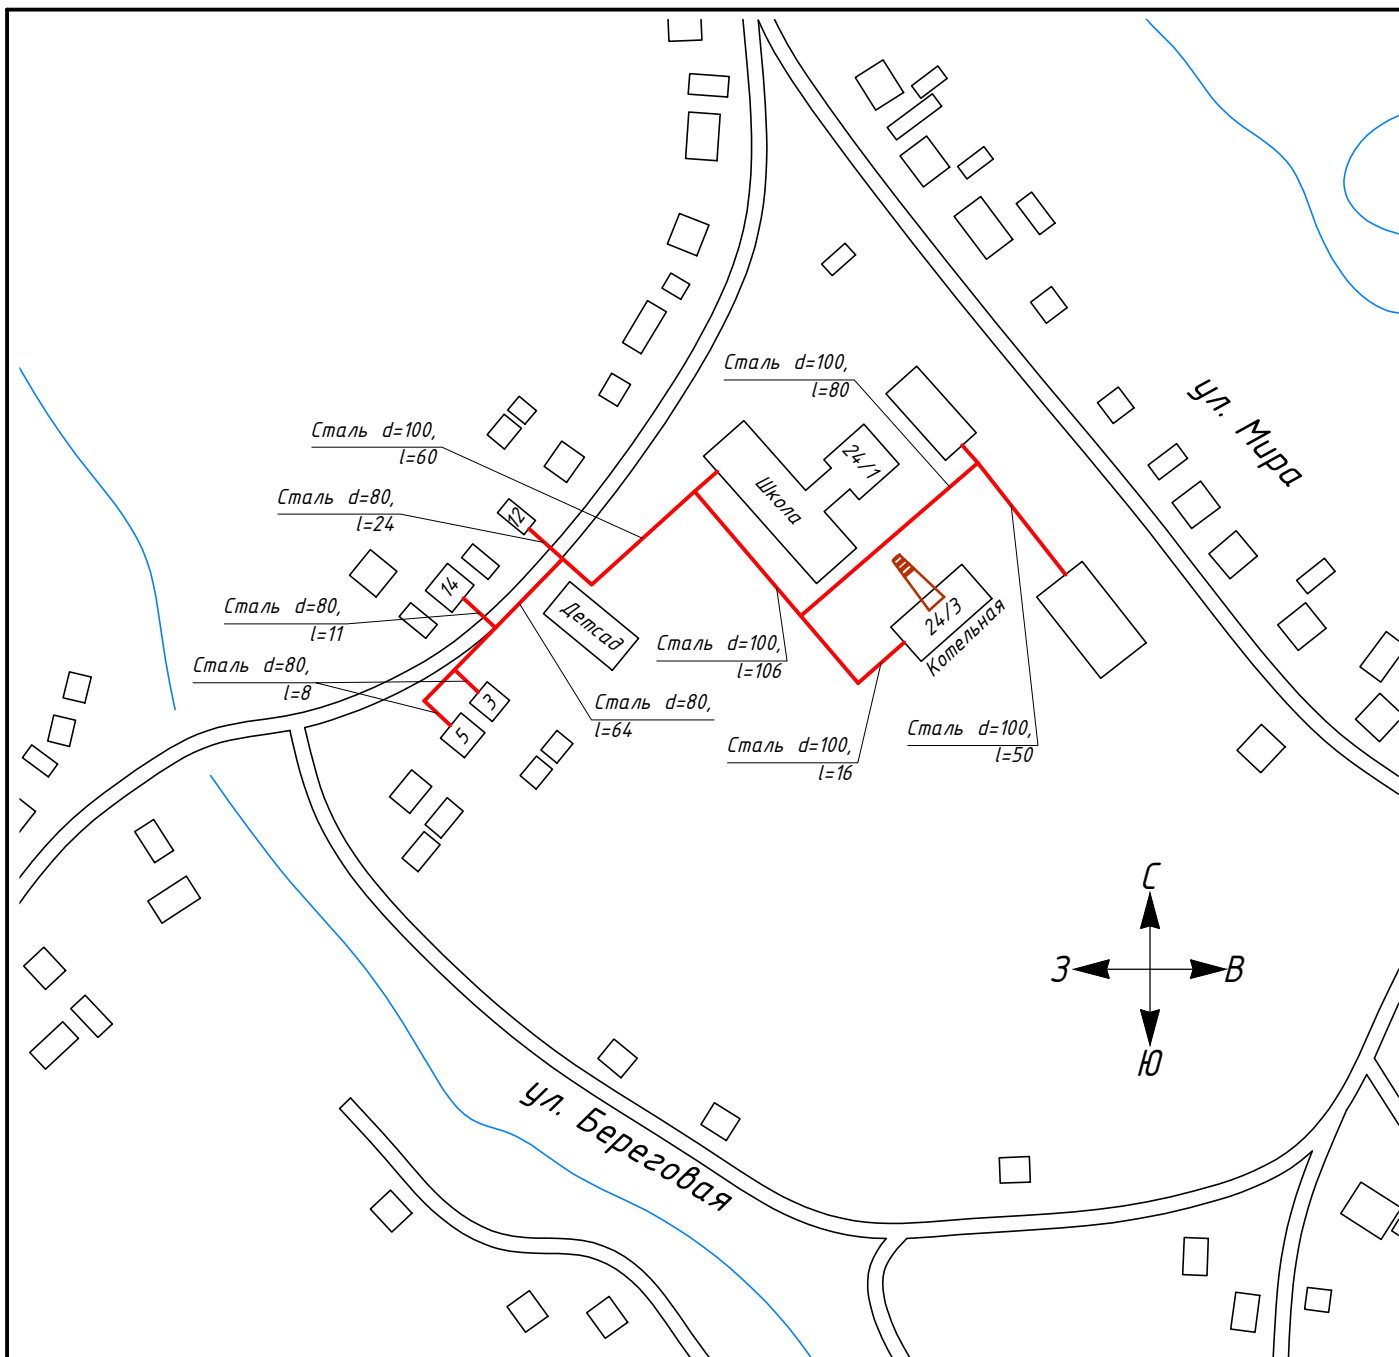 Сталь d=100,
l=80
ул. Мира
Сталь d=100,
l=60
24/1
Школа
Сталь d=80,
l=24
12
14
Сталь d=80,
l=11
Детсад
24/3
Котельная
Сталь d=100,
l=106
Сталь d=80,
l=8
3
5
Сталь d=80,
l=64
Сталь d=100,
l=16
Сталь d=100,
l=50
С
З
В
Ю
ул. Береговая